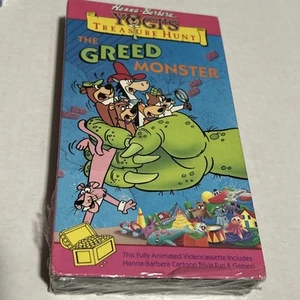 Hanna-Barbera
YOGI'S
TREASURE HUNT
THE
GREED
MONSTER
This Fully Animated Videocassette Includes
Hanna-Barbera Cartoon Trivia Fun & Games!